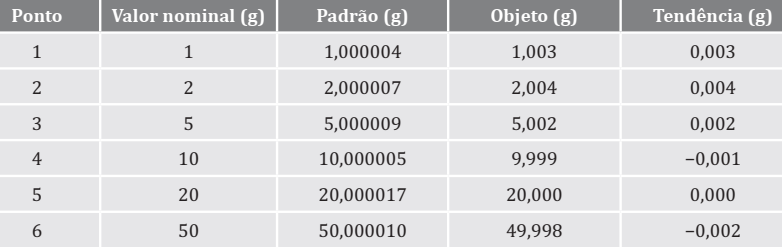 Ponto Valor nominal (g) Padrão (g) Objeto (g) Tendência (g)
1 1 1,000004 1,003 0,003
2 2 2,000007 2,004 0,004
3 5 5,000009 5,002 0,002
4 10 10,000005 9,999 –0,001
5 20 20,000017 20,000 0,000
6 50 50,000010 49,998 –0,002